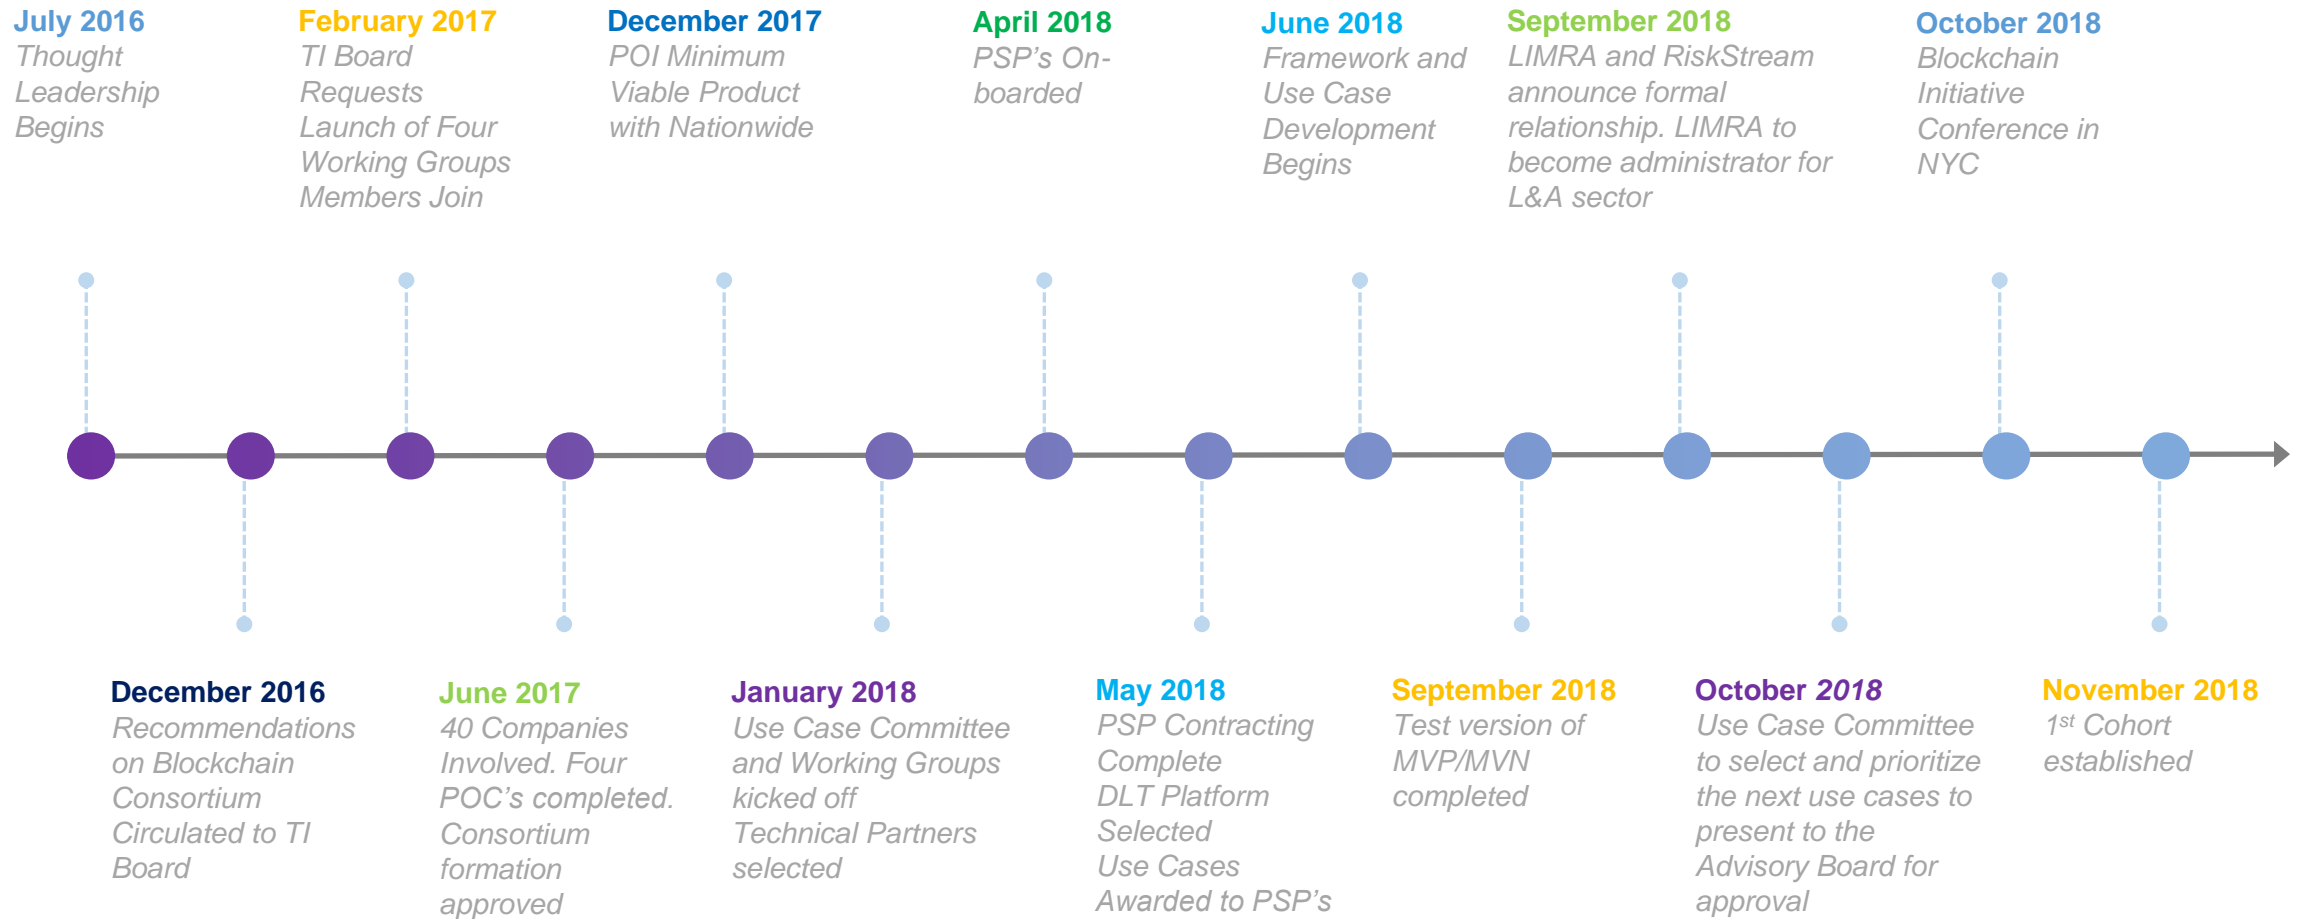 July 2016
Thought
Leadership
Begins
February 2017
TI Board
Requests
Launch of Four
Working Groups
Members Join
December 2017
POI Minimum
Viable Product
with Nationwide
April 2018
PSP's On-
boarded
June 2018
Framework and
Use Case
Development
Begins
September 2018
LIMRA and RiskStream
announce formal
relationship. LIMRA to
become administrator for
L&A sector
October 2018
Blockchain
Initiative
Conference in
NYC
December 2016
Recommendations
on Blockchain
Consortium
Circulated to TI
Board
June 2017
40 Companies
Involved. Four
POC's completed.
Consortium
formation
approved
January 2018
Use Case Committee
and Working Groups
kicked off
Technical Partners
selected
May 2018
PSP Contracting
Complete
DLT Platform
Selected
Use Cases
Awarded to PSP's
September 2018
Test version of
MVP/MVN
completed
October 2018
Use Case Committee
to select and prioritize
the next use cases to
present to the
Advisory Board for
approval
November 2018
1st Cohort
established